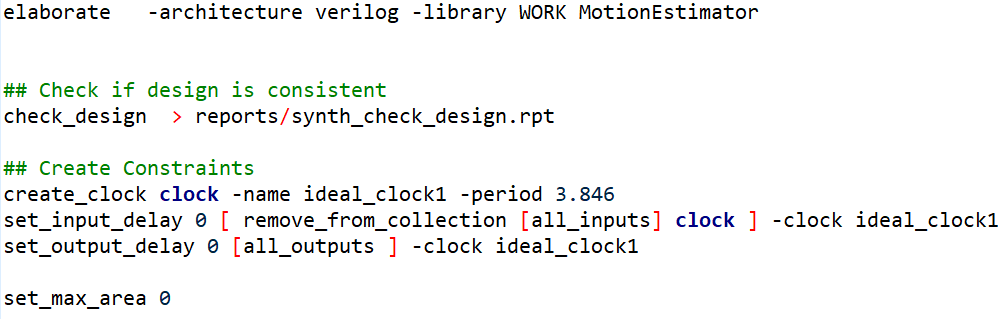 elaborate   -architecture verilog -library WORK MotionEstimator
## Check if design is consistent
check_design  > reports/synth_check_design.rpt
## Create Constraints
create_clock clock -name ideal_clock1 -period 3.846
set_input_delay 0 [ remove_from_collection [all_inputs] clock ] -clock ideal_clock1
set_output_delay 0 [all_outputs ] -clock ideal_clock1
set_max_area 0